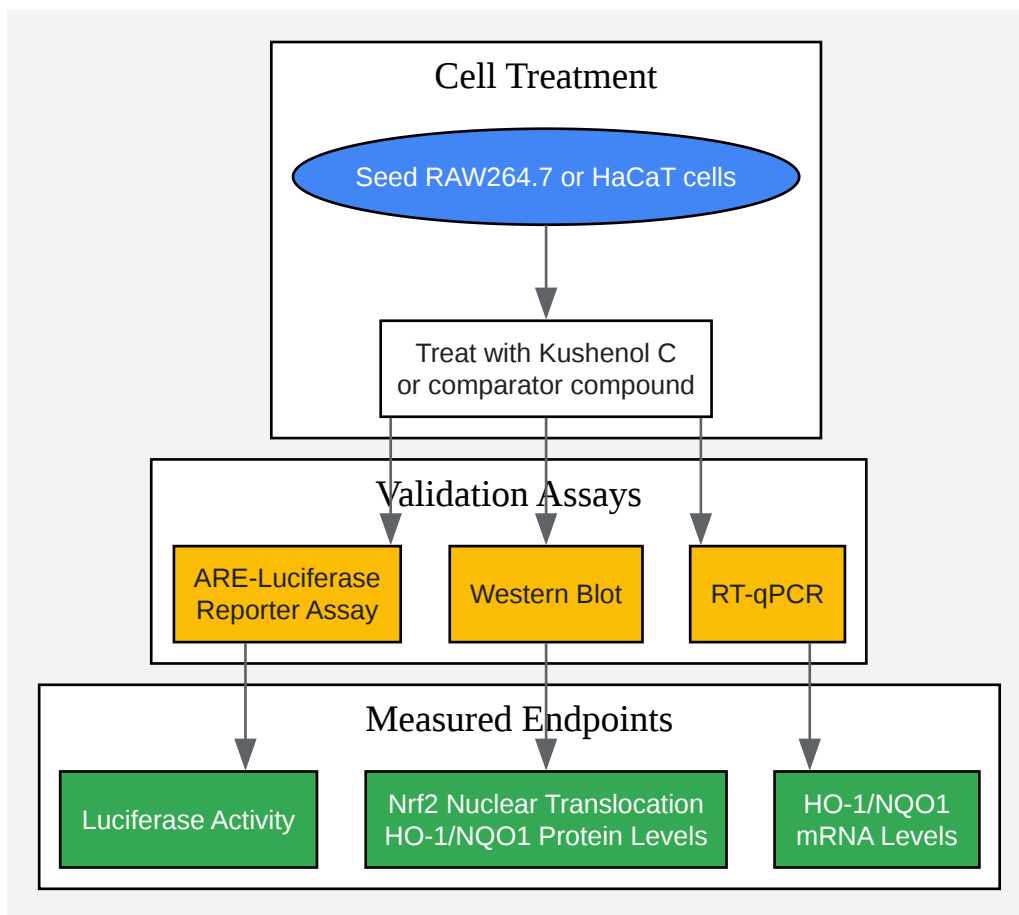 Cell Treatment
Seed RAW264.7 or HaCaT cells
Treat with Kushenol C
or comparator compound
Validation Assays
ARE-Luciferase
Reporter Assay
Western Blot
RT-qPCR
Measured Endpoints
Luciferase Activity
Nrf2 Nuclear Translocation
HO-1/NQO1 Protein Levels
HO-1/NQO1
mRNA Levels